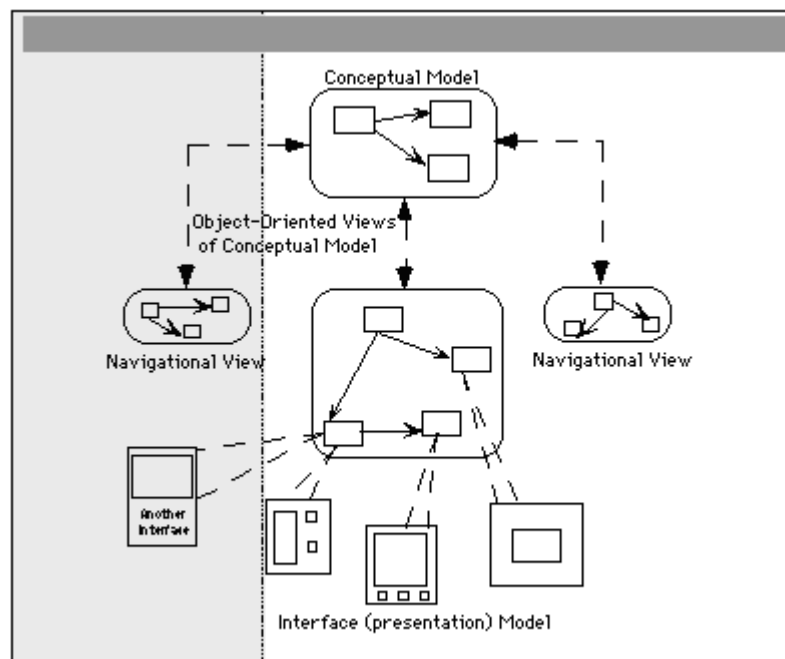 Conceptual Model
Object-Oriented Views
of Conceptual Model
Navigational View
Navigational View
Another
Interface
Interface (presentation) Model